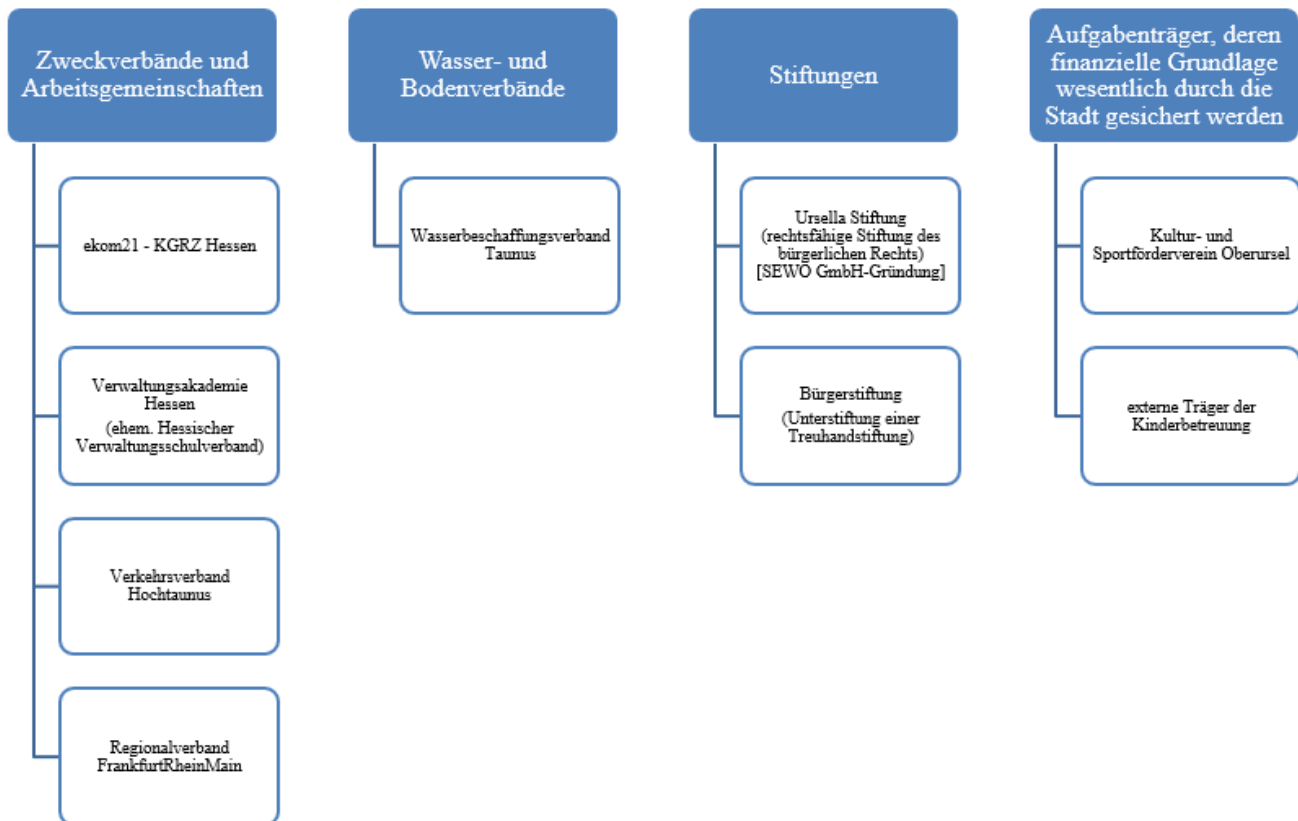 Zweckverbände und
Arbeitsgemeinschaften
ekom21 - KGRZ Hessen
Verwaltungsakademie
Hessen
(ehem. Hessischer
Verwaltungsschulverband)
Verkehrsverband
Hochtaunus
Regionalverband
FrankfurtRheinMain
Wasser- und
Bodenverbände
Wasserbeschaffungsverband
Taunus
Stiftungen
Ursella Stiftung
(rechtsfähige Stiftung des
bürgerlichen Rechts)
[SEWO GmbH-Gründung]
Bürgerstiftung
(Unterstiftung einer
Treuhandstiftung)
Aufgabenträger, deren
finanzielle Grundlage
wesentlich durch die
Stadt gesichert werden
Kultur- und
Sportförderverein Oberursel
externe Träger der
Kinderbetreuung